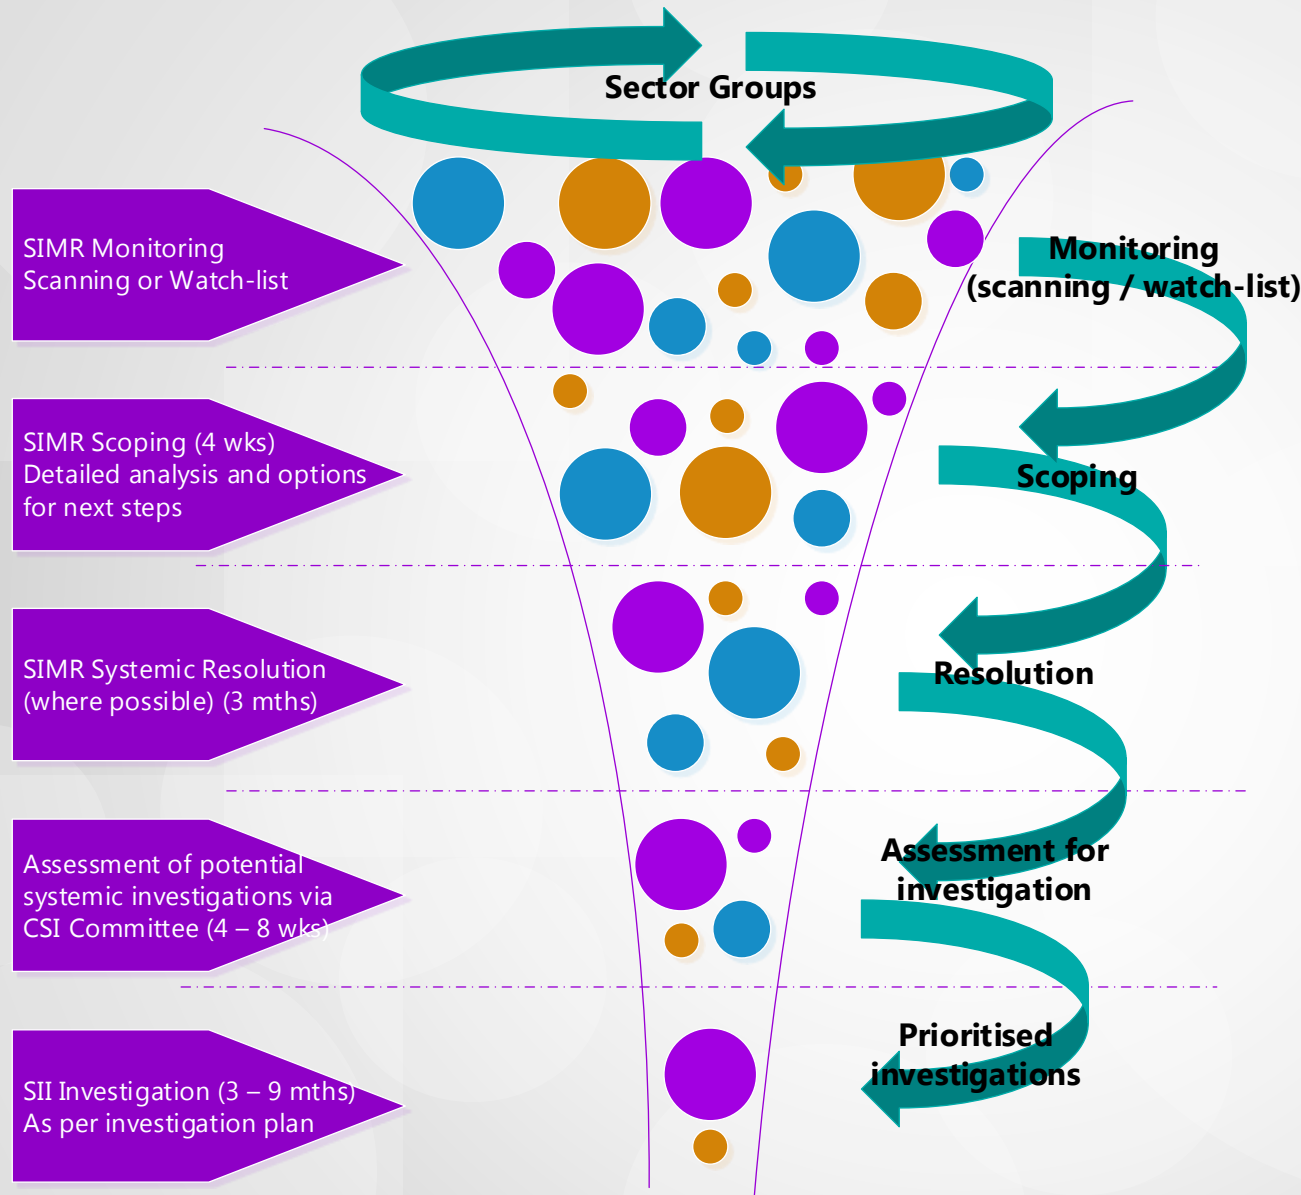 Sector Groups
SIMR Monitoring
Scanning or Watch-list
Monitoring
(scanning / watch-list)
SIMR Scoping (4 wks)
Detailed analysis and options
for next steps
Scoping
SIMR Systemic Resolution
(where possible) (3 mths)
Resolution
Assessment of potential
systemic investigations via
CSI Committee (4 – 8 wks)
Assessment for
investigation
SII Investigation (3 – 9 mths)
As per investigation plan
Prioritised
investigations